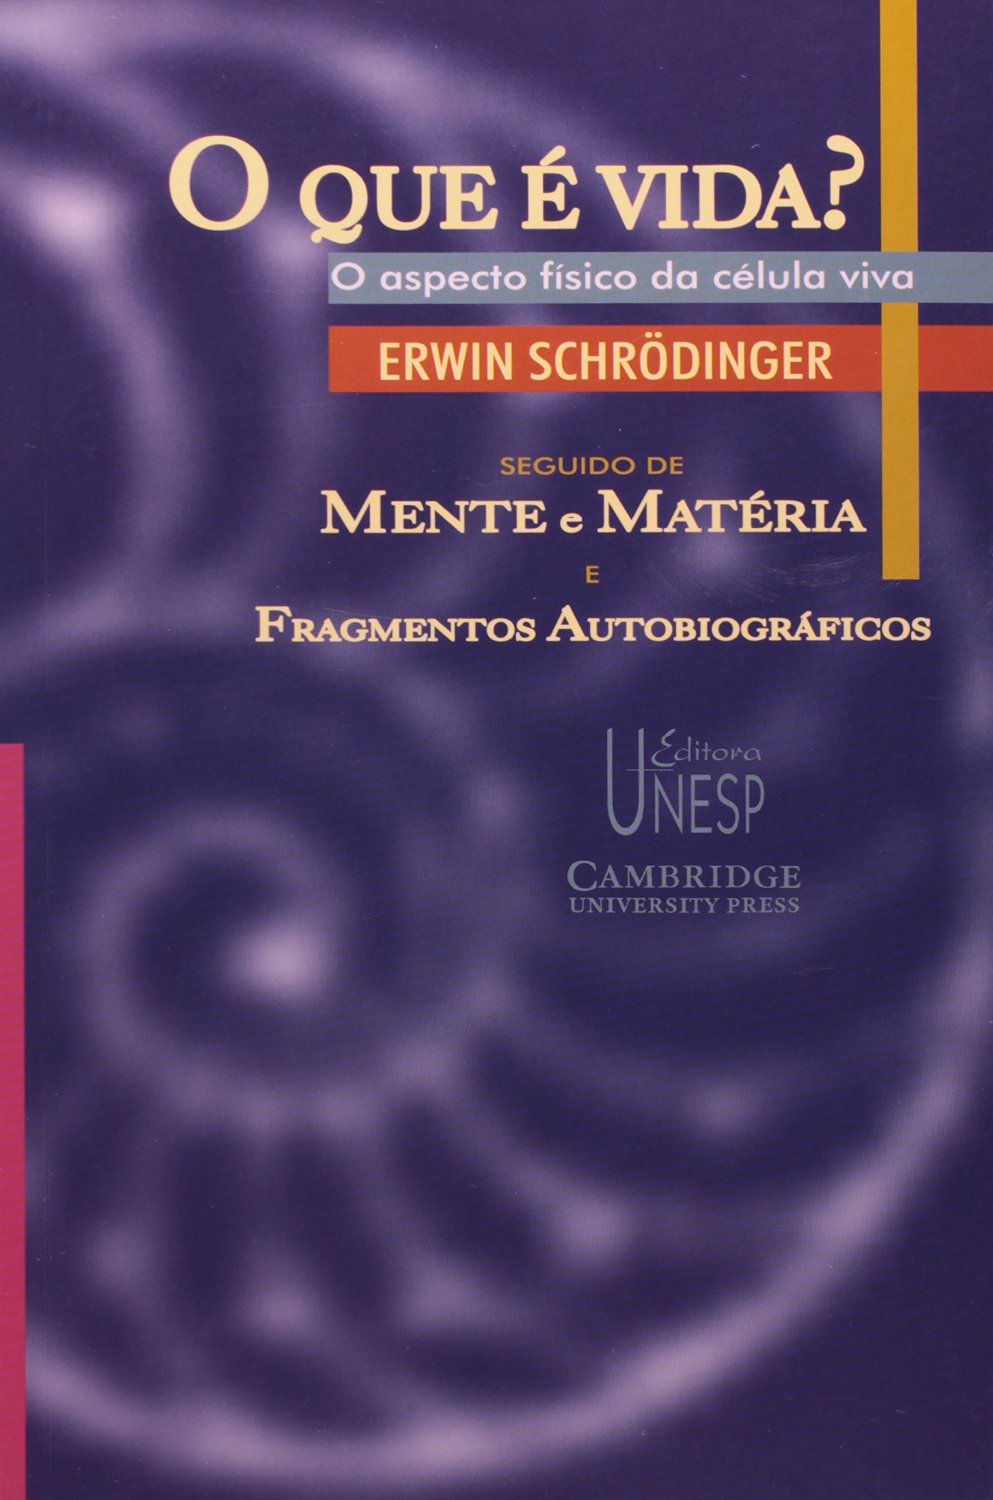 O QUE É VIDA?
O aspecto físico da célula viva
ERWIN SCHRÖDINGER
SEGUIDO DE
MENTE e MATÉRIA
E
FRAGMENTOS AUTOBIOGRÁFICOS
Editora
UNESP
CAMBRIDGE
UNIVERSITY PRESS